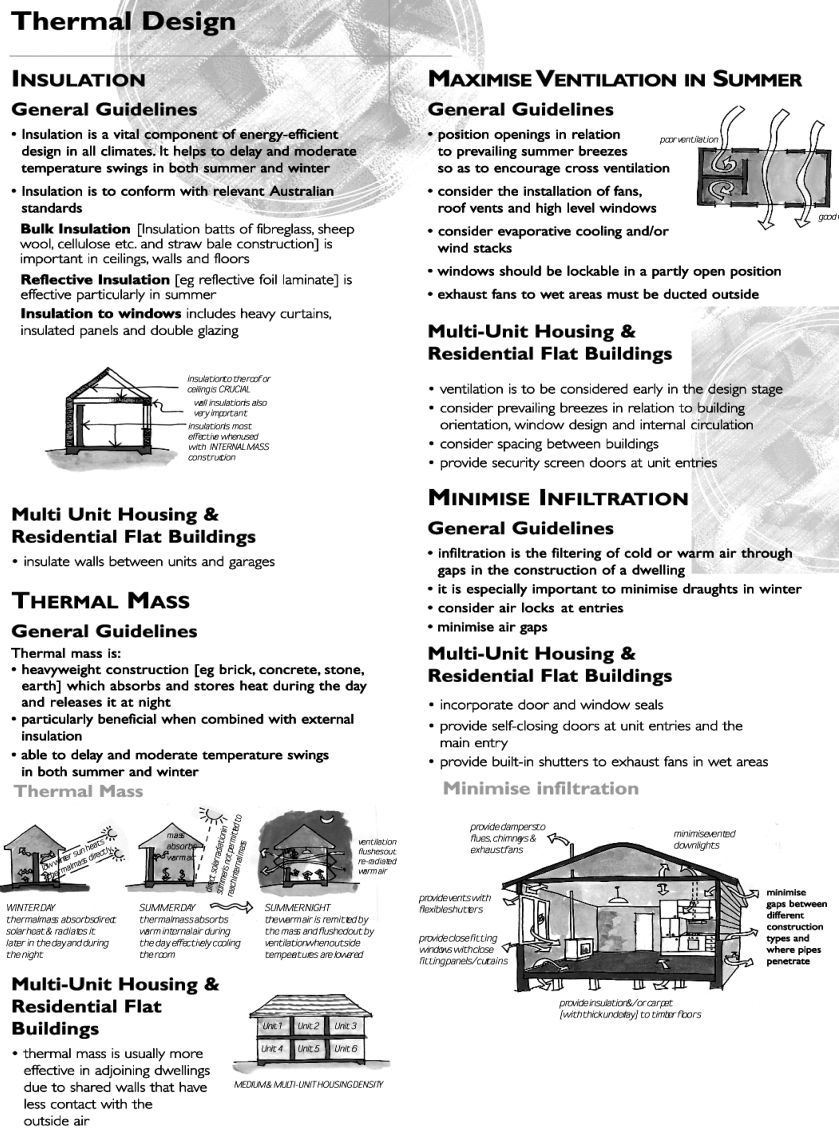 Thermal Design
INSULATION
General Guidelines
• Insulation is a vital component of energy-efficient
design in all climates. It helps to delay and moderate
temperature swings in both summer and winter
• Insulation is to conform with relevant Australian
standards
Bulk Insulation [Insulation batts of fibreglass, sheep
wool, cellulose etc. and straw bale construction] is
important in ceilings, walls and floors
Reflective Insulation [eg reflective foil laminate] is
effective particularly in summer
Insulation to windows includes heavy curtains,
insulated panels and double glazing
insulation to the roof or
ceiling is CRUCIAL
wall insulation is also
very important
insulation is most
effective when used
with INTERNAL MASS
construction
Multi Unit Housing &
Residential Flat Buildings
• insulate walls between units and garages
THERMAL MASS
General Guidelines
Thermal mass is:
• heavyweight construction [eg brick, concrete, stone,
earth] which absorbs and stores heat during the day
and releases it at night
• particularly beneficial when combined with external
insulation
• able to delay and moderate temperature swings
in both summer and winter
Thermal Mass
low winter sun heats
thermal mass directly
mass
absorbs
warm air
direct solar radiation in
summer is not permitted to
reach internal mass
ventilation
flushes out
re-radiated
warm air
WINTER DAY
thermal mass absorbs direct
solar heat & radiates it
later in the day and during
the night
SUMMER DAY
thermal mass absorbs
warm internal air during
the day effectively cooling
the room
SUMMER NIGHT
the warm air is remitted by
the mass and flushed out by
ventilation when outside
temperatures are lowered
Multi-Unit Housing &
Residential Flat
Buildings
• thermal mass is usually more
effective in adjoining dwellings
due to shared walls that have
less contact with the
outside air
Unit 1 Unit 2 Unit 3
Unit 4 Unit 5 Unit 6
MEDIUM & MULTI-UNIT HOUSING DENSITY
MAXIMISE VENTILATION IN SUMMER
General Guidelines
• position openings in relation
to prevailing summer breezes
so as to encourage cross ventilation
• consider the installation of fans,
roof vents and high level windows
• consider evaporative cooling and/or
wind stacks
• windows should be lockable in a partly open position
• exhaust fans to wet areas must be ducted outside
poor ventilation
good
Multi-Unit Housing &
Residential Flat Buildings
• ventilation is to be considered early in the design stage
• consider prevailing breezes in relation to building
orientation, window design and internal circulation
• consider spacing between buildings
• provide security screen doors at unit entries
MINIMISE INFILTRATION
General Guidelines
• infiltration is the filtering of cold or warm air through
gaps in the construction of a dwelling
• it is especially important to minimise draughts in winter
• consider air locks at entries
• minimise air gaps
Multi-Unit Housing &
Residential Flat Buildings
• incorporate door and window seals
• provide self-closing doors at unit entries and the
main entry
• provide built-in shutters to exhaust fans in wet areas
Minimise infiltration
provide dampers to
flues, chimneys &
exhaust fans
minimise vented
downlights
provide vents with
flexible shutters
provide close fitting
windows with close
fitting panels/curtains
minimise
gaps between
different
construction
types and
where pipes
penetrate
provide insulation &/or carpet
[with thick underlay] to timber floors